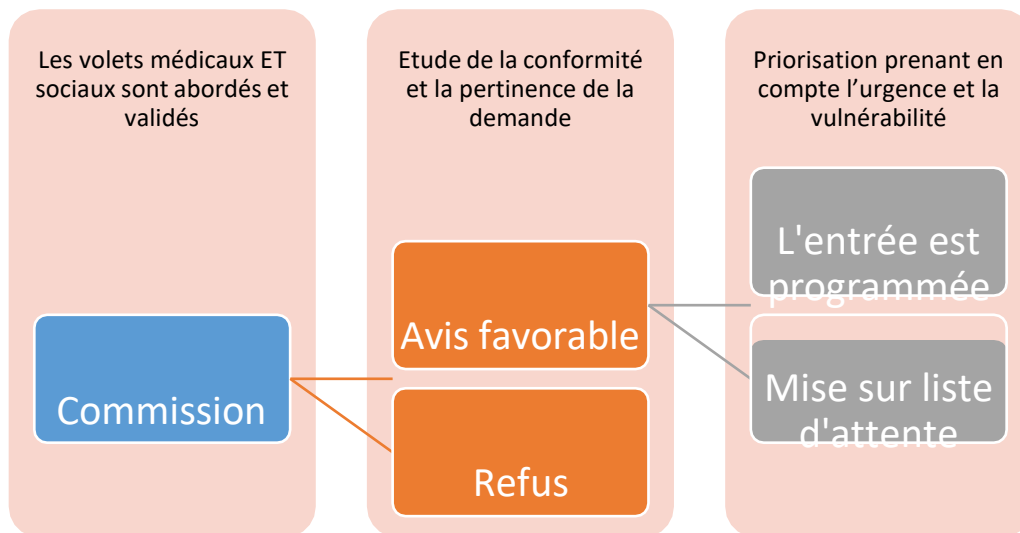 Les volets médicaux ET
sociaux sont abordés et
validés
Commission
Etude de la conformité
et la pertinence de la
demande
Avis favorable
Refus
Priorisation prenant en
compte l’urgence et la
vulnérabilité
L'entrée est
programmée
Mise sur liste
d'attente